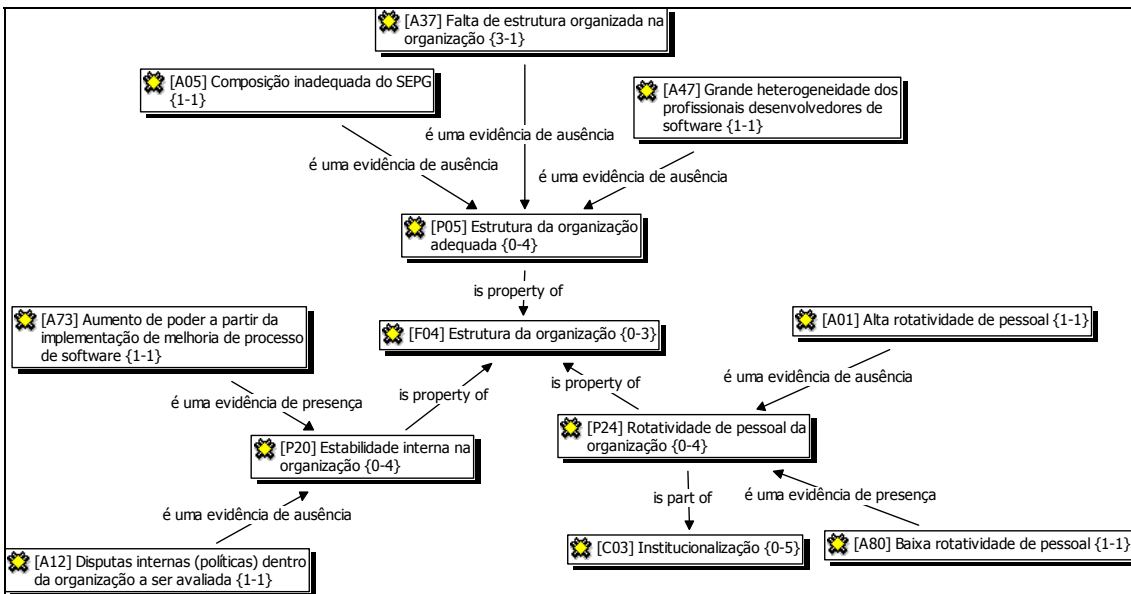 [A37] Falta de estrutura organizada na
organização {3-1}
[A05] Composição inadequada do SEPG
{1-1}
[A47] Grande heterogeneidade dos
profissionais desenvolvedores de
software {1-1}
é uma evidência de ausência
é uma evidência de ausência
é uma evidência de ausência
[P05] Estrutura da organização
adequada {0-4}
is property of
[A73] Aumento de poder a partir da
implementação de melhoria de processo
de software {1-1}
[F04] Estrutura da organização {0-3}
[A01] Alta rotatividade de pessoal {1-1}
é uma evidência de presença
is property of
is property of
é uma evidência de ausência
[P20] Estabilidade interna na
organização {0-4}
[P24] Rotatividade de pessoal da
organização {0-4}
é uma evidência de ausência
is part of
é uma evidência de presença
[A12] Disputas internas (políticas) dentro
da organização a ser avaliada {1-1}
[C03] Institucionalização {0-5}
[A80] Baixa rotatividade de pessoal {1-1}